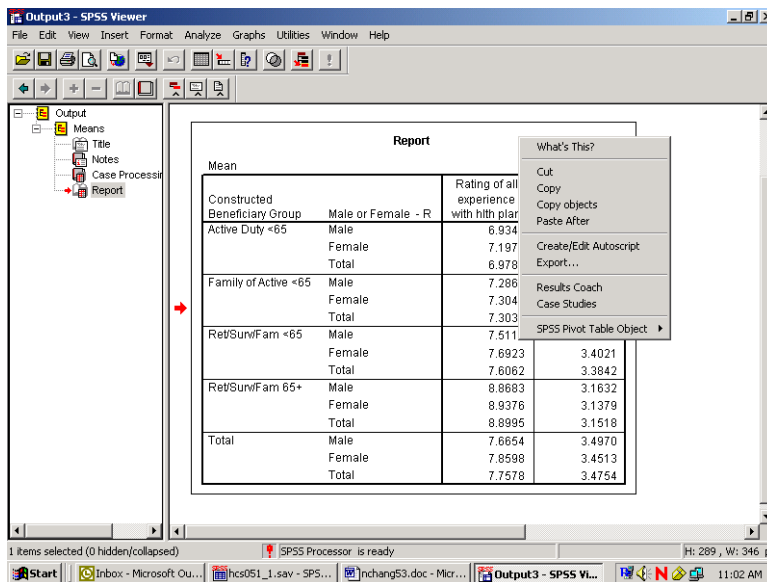 Output3 - SPSS Viewer
File Edit View Insert Format Analyze Graphs Utilities Window Help
Output
Means
Title
Notes
Case Processin
Report
Report
Mean
Constructed
Beneficiary Group
Male or Female - R
Rating of all
experience
with hlth plan
Active Duty <65 Male 6.934
Female 7.197
Total 6.978
Family of Active <65 Male 7.286
Female 7.304
Total 7.303
Ret/Surv/Fam <65 Male 7.511
Female 7.6923 3.4021
Total 7.6062 3.3842
Ret/Surv/Fam 65+ Male 8.8683 3.1632
Female 8.9376 3.1379
Total 8.8995 3.1518
Total Male 7.6654 3.4970
Female 7.8598 3.4513
Total 7.7578 3.4754
What's This?
Cut
Copy
Copy objects
Paste After
Create/Edit Autoscript
Export...
Results Coach
Case Studies
SPSS Pivot Table Object
1 items selected (0 hidden/collapsed) SPSS Processor is ready H: 289 , W: 346 p
Start Inbox - Microsoft Ou... hcs051_1.sav - SPS... nchang53.doc - Micr... Output3 - SPSS Vi... N 11:02 AM